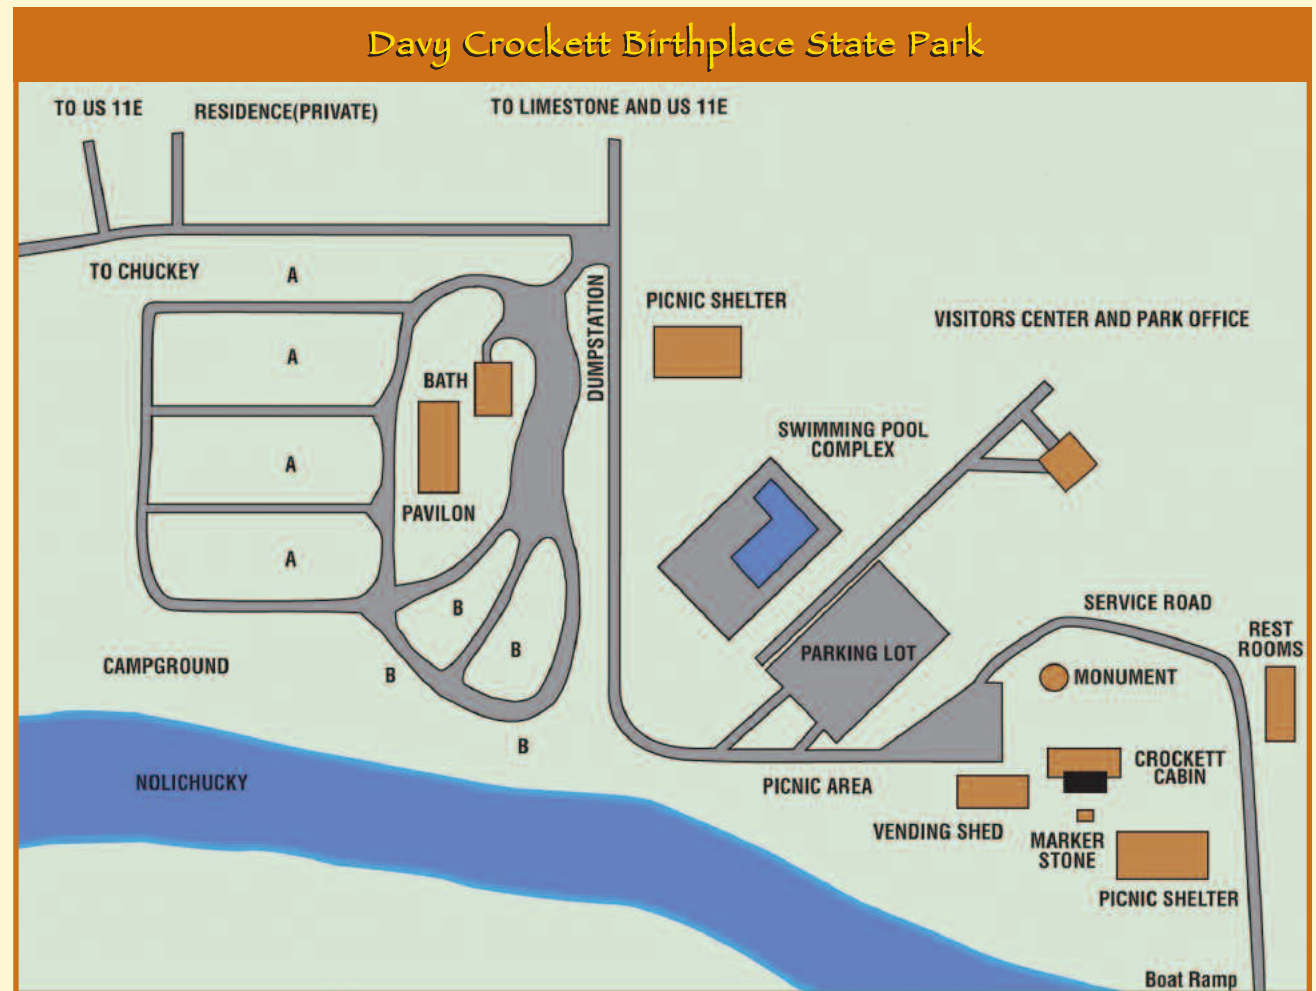 Davy Crockett Birthplace State Park
TO US 11E
RESIDENCE(PRIVATE)
TO LIMESTONE AND US 11E
TO CHUCKEY
A
DUMPSTATION
PICNIC SHELTER
VISITORS CENTER AND PARK OFFICE
A
BATH
SWIMMING POOL
COMPLEX
A
PAVILON
A
B
SERVICE ROAD
REST
ROOMS
B
PARKING LOT
CAMPGROUND
B
MONUMENT
B
NOLICHUCKY
PICNIC AREA
CROCKETT
CABIN
VENDING SHED
MARKER
STONE
PICNIC SHELTER
Boat Ramp